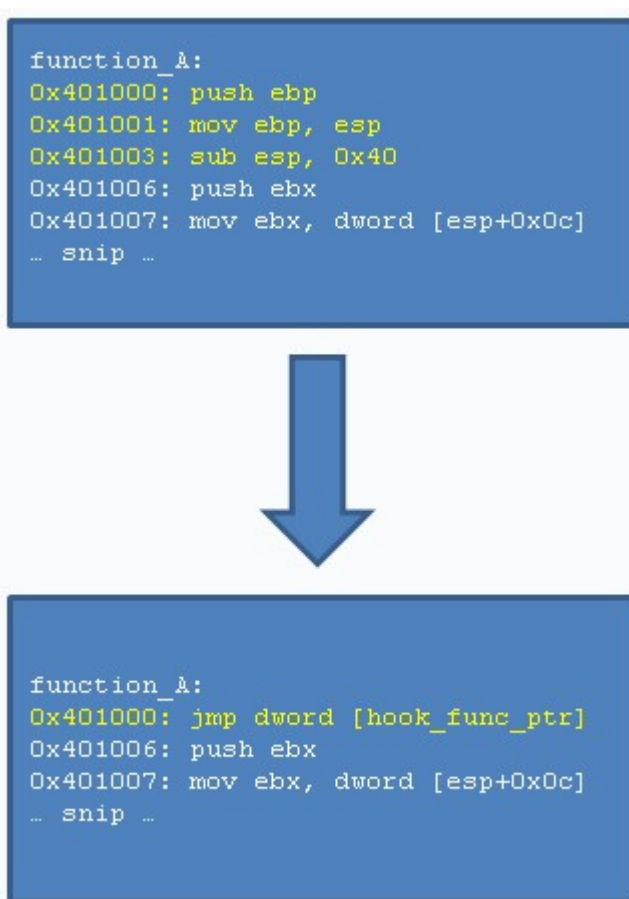 function_A:
0x401000: push ebp
0x401001: mov ebp, esp
0x401003: sub esp, 0x40
0x401006: push ebx
0x401007: mov ebx, dword [esp+0x0c]
… snip …
function_A:
0x401000: jmp dword [hook_func_ptr]
0x401006: push ebx
0x401007: mov ebx, dword [esp+0x0c]
… snip …